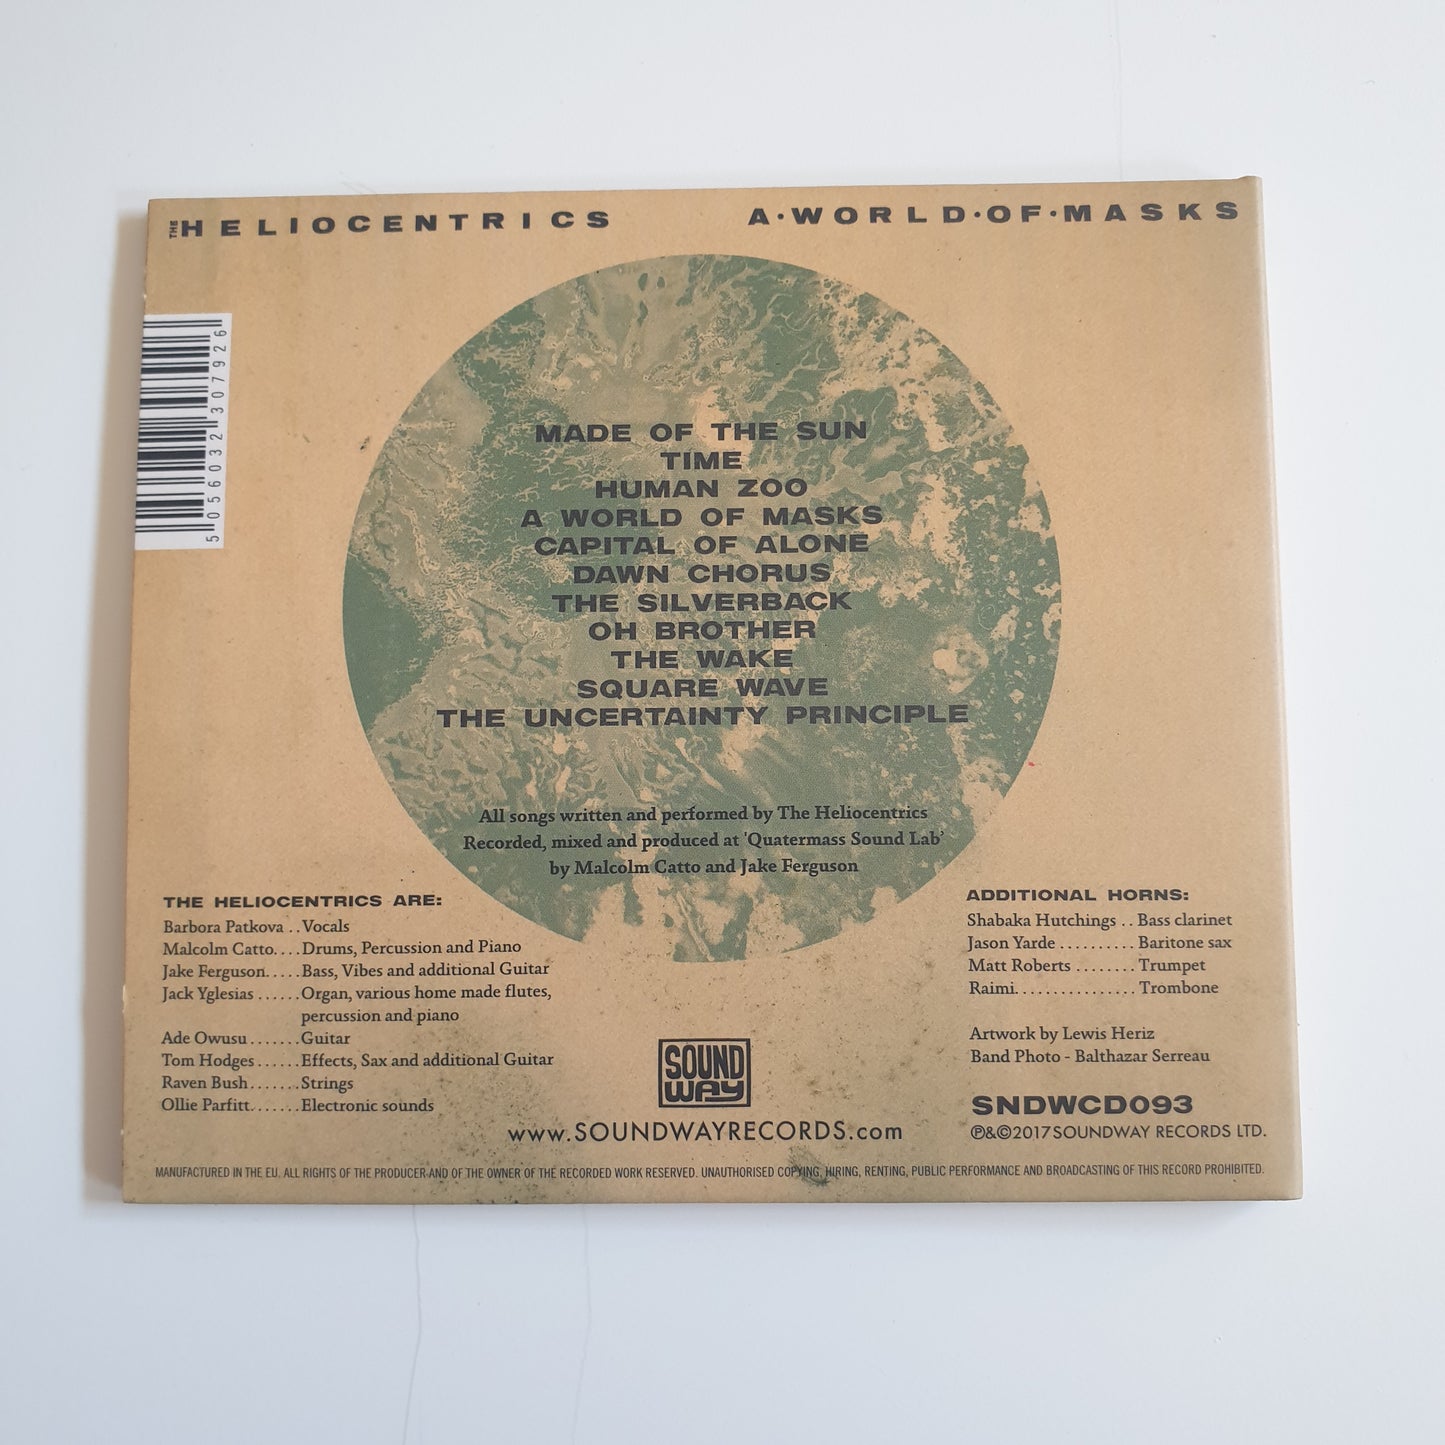 THE HELIOCENTRICS
A·WORLD·OF·MASKS
5 056032 307926
MADE OF THE SUN
TIME
HUMAN ZOO
A WORLD OF MASKS
CAPITAL OF ALONE
DAWN CHORUS
THE SILVERBACK
OH BROTHER
THE WAKE
SQUARE WAVE
THE UNCERTAINTY PRINCIPLE
All songs written and performed by The Heliocentrics
Recorded, mixed and produced at 'Quatermass Sound Lab'
by Malcolm Catto and Jake Ferguson
THE HELIOCENTRICS ARE:
Barbora Patkova . . Vocals
Malcolm Catto. . . . Drums, Percussion and Piano
Jake Ferguson. . . . . Bass, Vibes and additional Guitar
Jack Yglesias . . . . . . Organ, various home made flutes,
percussion and piano
Ade Owusu . . . . . . . Guitar
Tom Hodges . . . . . . Effects, Sax and additional Guitar
Raven Bush . . . . . . . Strings
Ollie Parfitt. . . . . . . Electronic sounds
ADDITIONAL HORNS:
Shabaka Hutchings . . Bass clarinet
Jason Yarde . . . . . . . . . . Baritone sax
Matt Roberts . . . . . . . . Trumpet
Raimi. . . . . . . . . . . . . . . . Trombone
Artwork by Lewis Heriz
Band Photo - Balthazar Serreau
SOUND
WAY
www.SOUNDWAYRECORDS.com
SNDWCD093
℗&©2017 SOUNDWAY RECORDS LTD.
MANUFACTURED IN THE EU. ALL RIGHTS OF THE PRODUCER AND OF THE OWNER OF THE RECORDED WORK RESERVED. UNAUTHORISED COPYING, HIRING, RENTING, PUBLIC PERFORMANCE AND BROADCASTING OF THIS RECORD PROHIBITED.